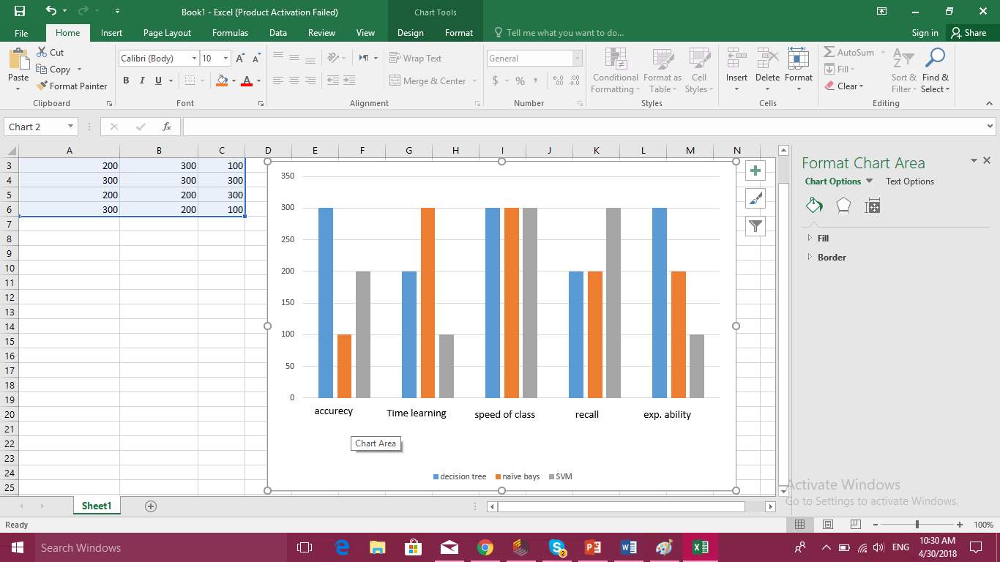 Book1 - Excel (Product Activation Failed)
Chart Tools
File Home Insert Page Layout Formulas Data Review View Design Format Tell me what you want to do... Sign in Share
Paste
Cut
Copy
Format Painter
Clipboard
Calibri (Body) 10 A A
B I U A
Font
Wrap Text
Merge & Center
Alignment
General
$ % , .0 .00 .00 .0
Number
Conditional Formatting
Format as Table
Cell Styles
Styles
Insert Delete Format
Cells
AutoSum
Fill
Clear
Sort & Filter
Find & Select
Editing
Chart 2 fx
A B C D E F G H I J K L M N
3 200 300 100
4 300 300 300
5 200 200 300
6 300 200 100
7
8
9
10
11
12
13
14
15
16
17
18
19
20
21
22
23
24
25
350
300
250
200
150
100
50
0
accurecy Time learning speed of class recall exp. ability
Chart Area
decision tree naïve bays SVM
Format Chart Area
Chart Options Text Options
Fill
Border
Activate Windows
Go to Settings to activate Windows.
Sheet1
Ready
100%
Search Windows
2
ENG
10:30 AM
4/30/2018